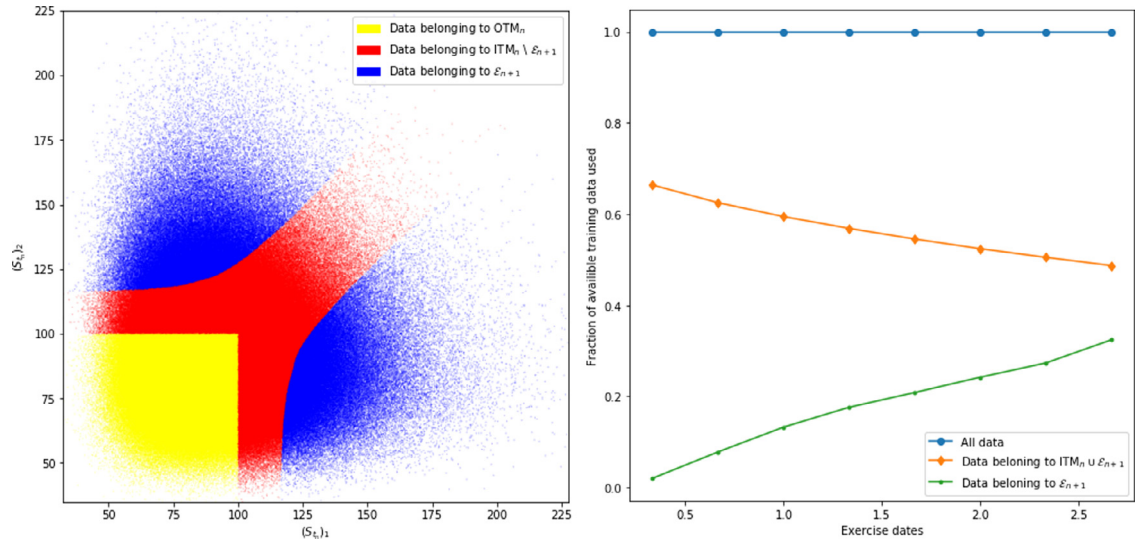 225
200
175
150
125
100
75
50
(S_{t_n})_2
50
75
100
125
150
175
200
225
(S_{t_n})_1
Data belonging to OTM_n
Data belonging to ITM_n \ ℰ_{n+1}
Data belonging to ℰ_{n+1}
1.0
0.8
0.6
0.4
0.2
0.0
Fraction of availible training data used
0.5
1.0
1.5
2.0
2.5
Exercise dates
All data
Data beloning to ITM_n ∪ ℰ_{n+1}
Data beloning to ℰ_{n+1}